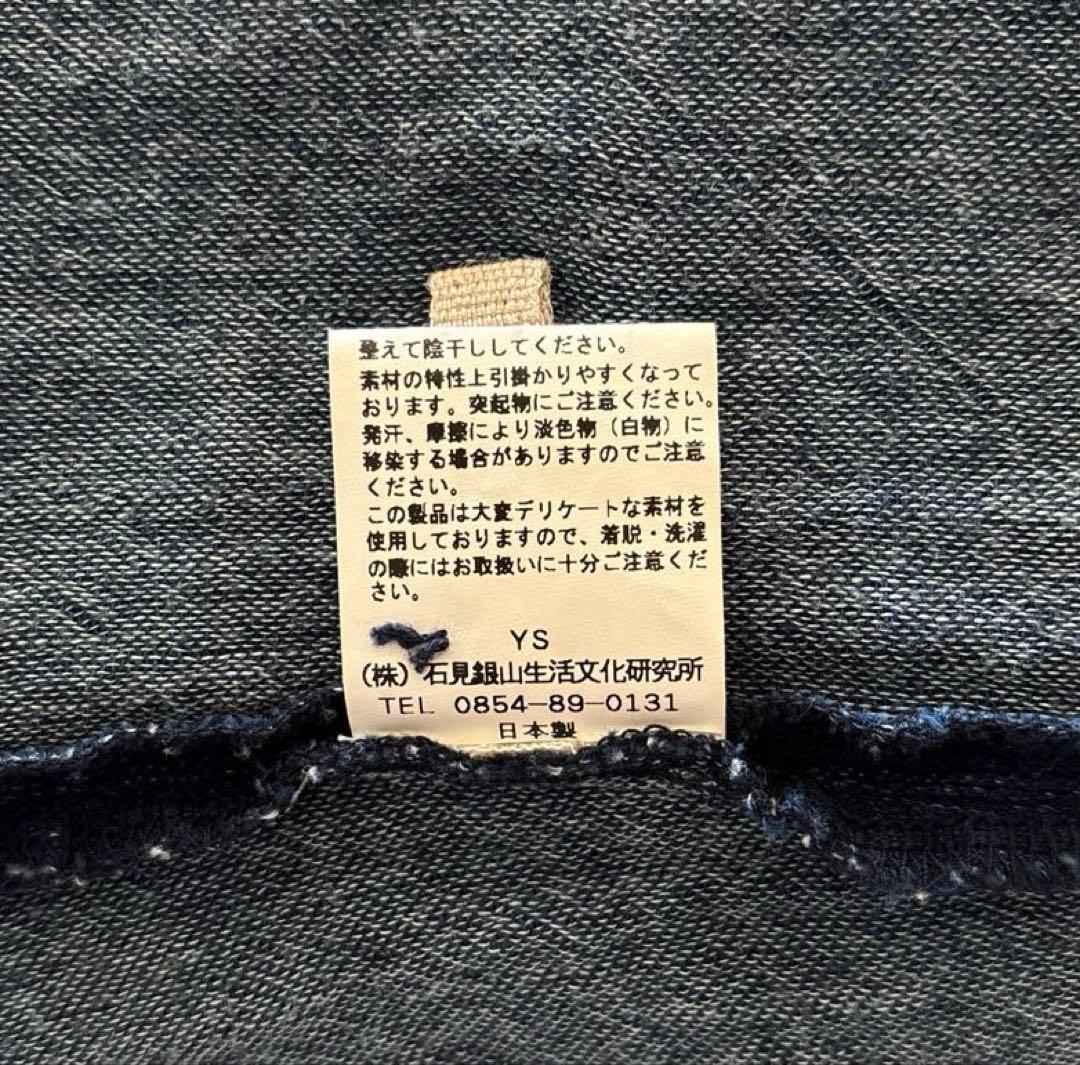 整えて陰干ししてください。
素材の特性上引掛かりやすくなって
おります。突起物にご注意ください。
発汗、摩擦により淡色物（白物）に
移染する場合がありますのでご注意
ください。
この製品は大変デリケートな素材を
使用しておりますので、着脱・洗濯
の際にはお取扱いに十分ご注意くだ
さい。
YS
（株）石見銀山生活文化研究所
TEL 0854-89-0131
日本製